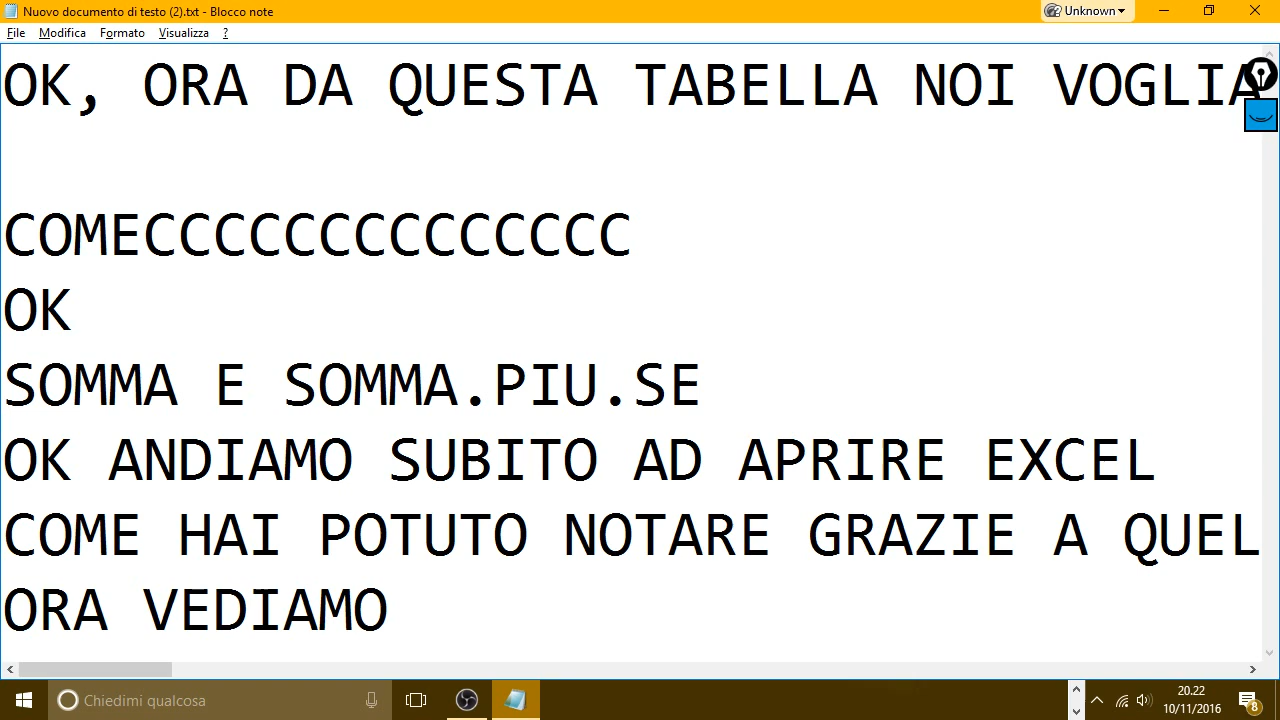 Nuovo documento di testo (2).txt - Blocco note
Unknown
File Modifica Formato Visualizza ?
OK, ORA DA QUESTA TABELLA NOI VOGLIA
COMECCCCCCCCCCCCCC
OK
SOMMA E SOMMA.PIU.SE
OK ANDIAMO SUBITO AD APRIRE EXCEL
COME HAI POTUTO NOTARE GRAZIE A QUEL
ORA VEDIAMO
Chiedimi qualcosa
20.22
10/11/2016
8